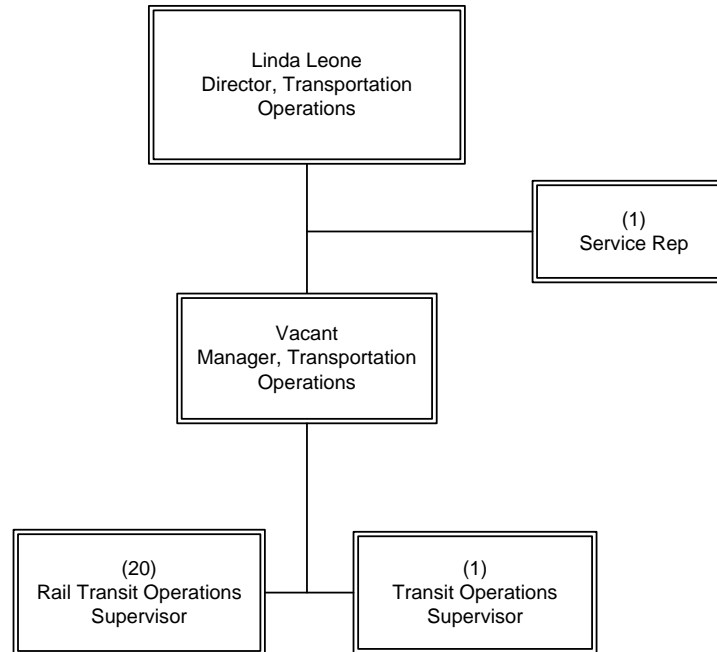 Linda Leone
Director, Transportation
Operations
(1)
Service Rep
Vacant
Manager, Transportation
Operations
(20)
Rail Transit Operations
Supervisor
(1)
Transit Operations
Supervisor